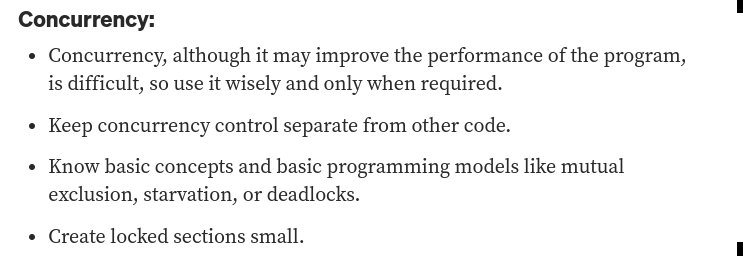 Concurrency:
• Concurrency, although it may improve the performance of the program,
is difficult, so use it wisely and only when required.
• Keep concurrency control separate from other code.
• Know basic concepts and basic programming models like mutual
exclusion, starvation, or deadlocks.
• Create locked sections small.